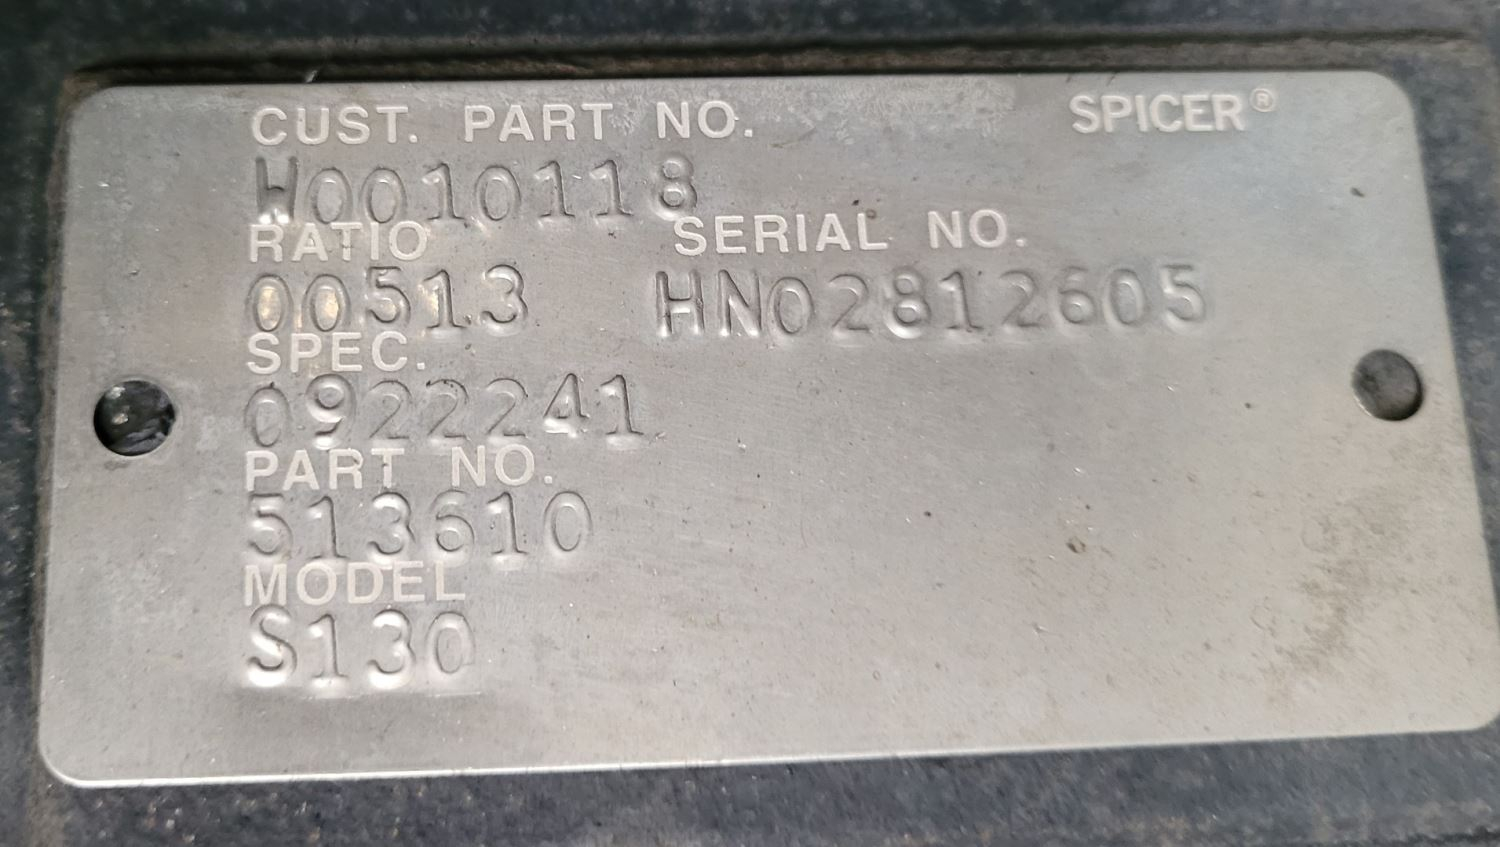 CUST. PART NO. SPICER®
W0010118
RATIO SERIAL NO.
00513 HN02812605
SPEC.
0922241
PART NO.
513610
MODEL
S130